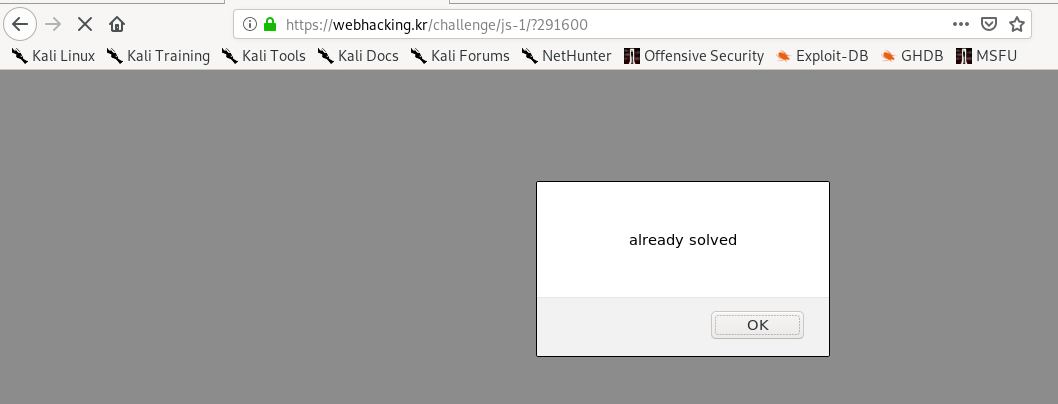 https://webhacking.kr/challenge/js-1/?291600
Kali Linux Kali Training Kali Tools Kali Docs Kali Forums NetHunter Offensive Security Exploit-DB GHDB MSFU
already solved
OK